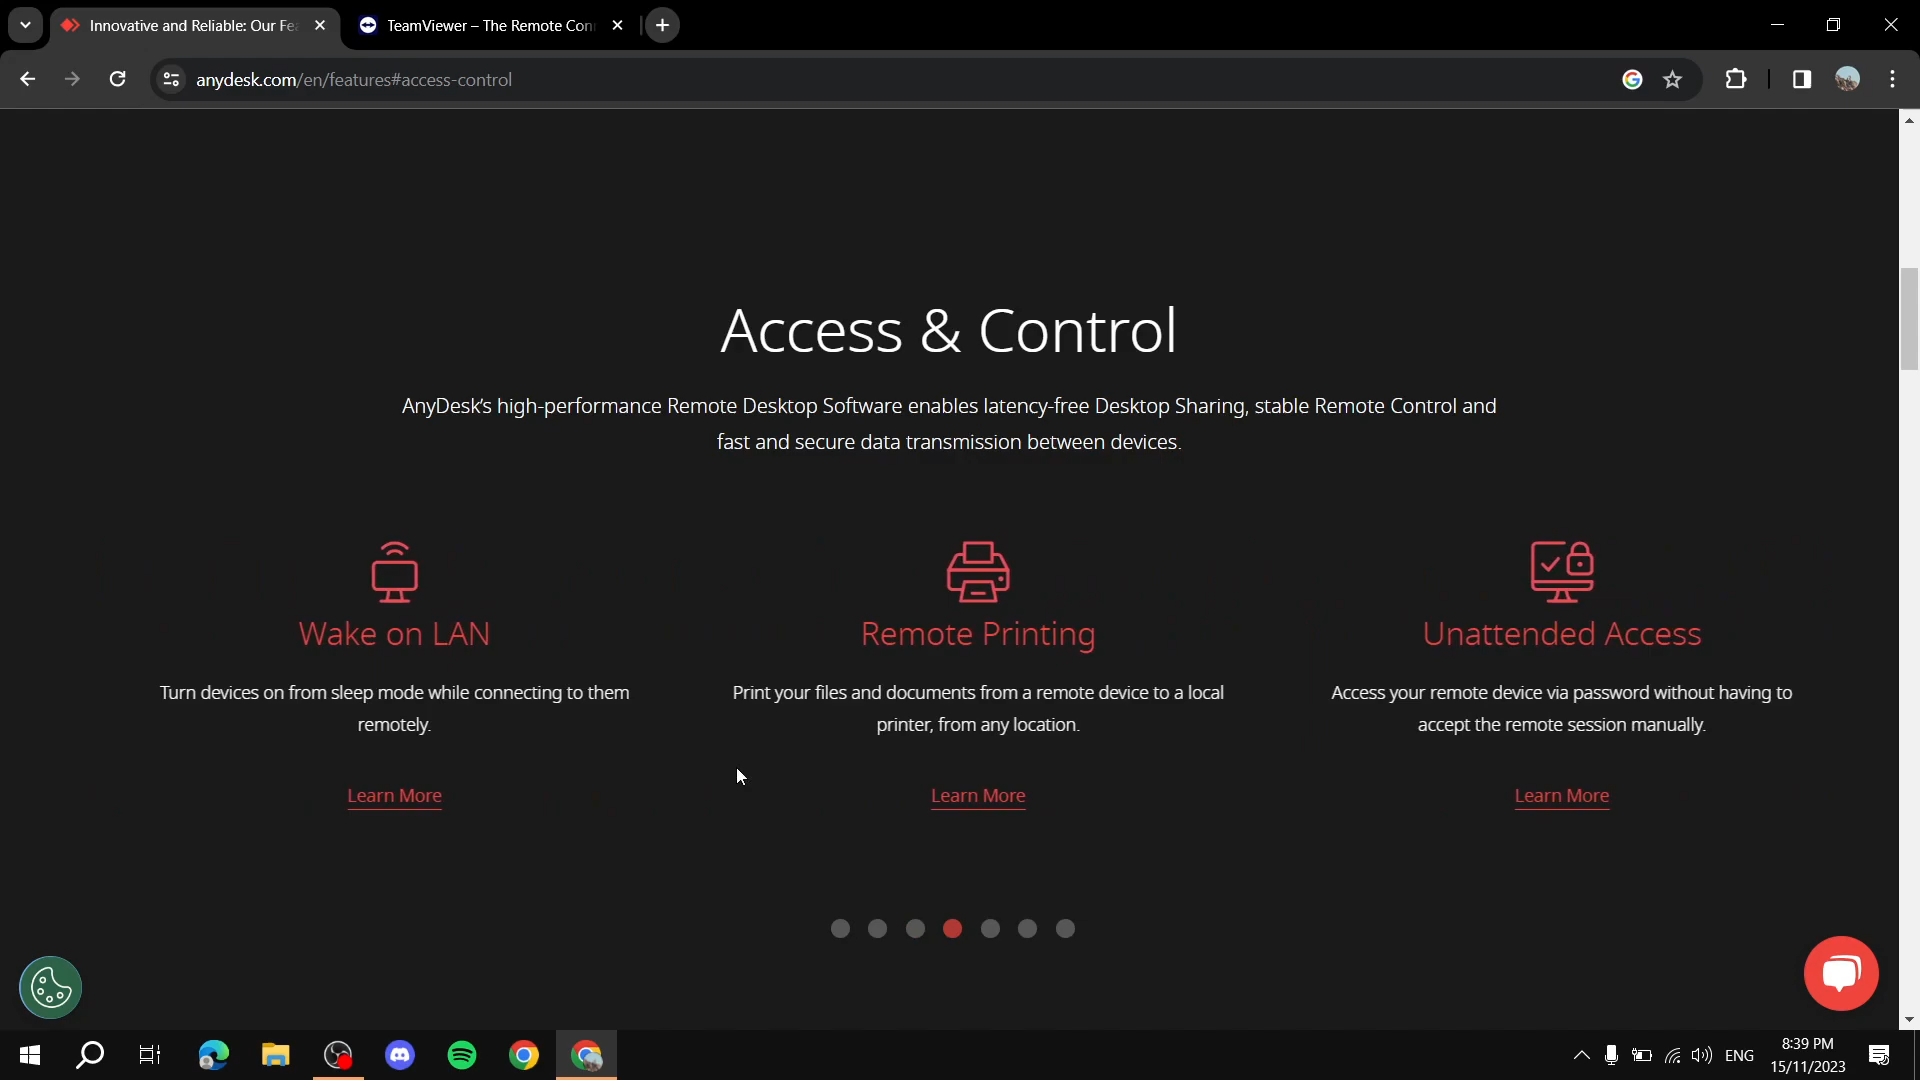 Innovative and Reliable: Our Fe
TeamViewer – The Remote Con
anydesk.com/en/features#access-control
Access & Control
AnyDesk's high-performance Remote Desktop Software enables latency-free Desktop Sharing, stable Remote Control and
fast and secure data transmission between devices.
Wake on LAN
Remote Printing
Unattended Access
Turn devices on from sleep mode while connecting to them
remotely.
Print your files and documents from a remote device to a local
printer, from any location.
Access your remote device via password without having to
accept the remote session manually.
Learn More
Learn More
Learn More
ENG
8:39 PM
15/11/2023